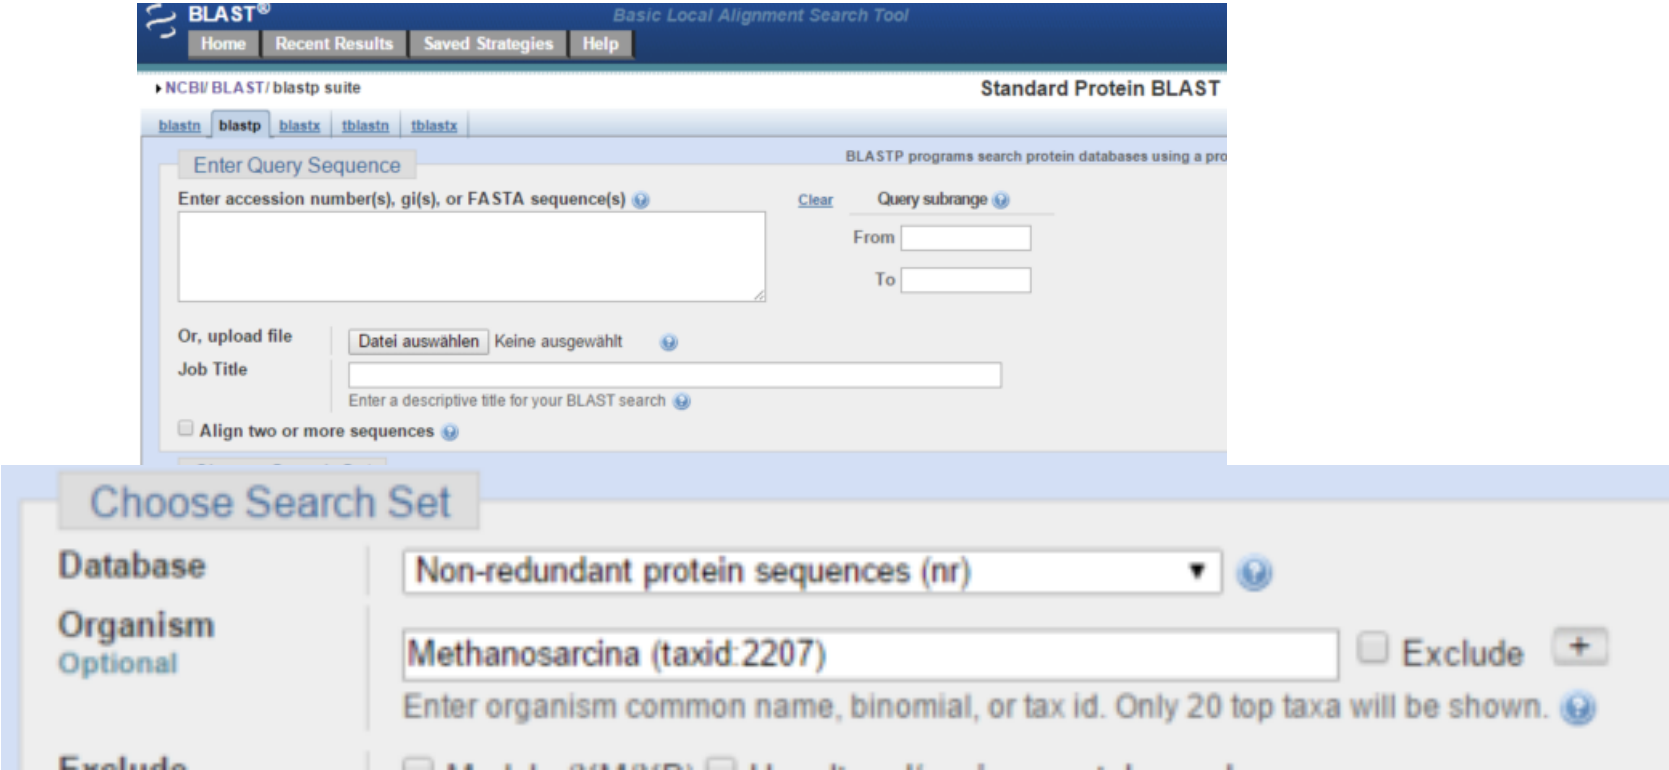 BLAST® Basic Local Alignment Search Tool
Home Recent Results Saved Strategies Help
NCBI/ BLAST/ blastp suite Standard Protein BLAST
blastn blastp blastx tblastn tblastx
BLASTP programs search protein databases using a pro
Enter Query Sequence
Enter accession number(s), gi(s), or FASTA sequence(s) Clear Query subrange
From
To
Or, upload file Datei auswählen Keine ausgewählt
Job Title
Enter a descriptive title for your BLAST search
Align two or more sequences
Choose Search Set
Database Non-redundant protein sequences (nr)
Organism
Optional Methanosarcina (taxid:2207) Exclude +
Enter organism common name, binomial, or tax id. Only 20 top taxa will be shown.
Exclude